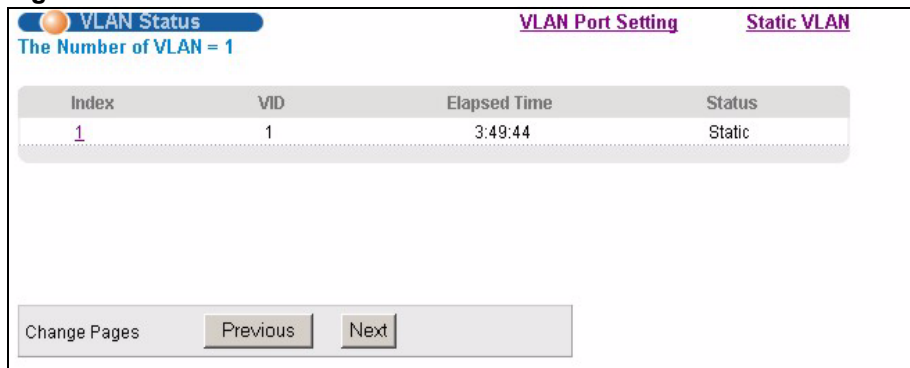 VLAN Status VLAN Port Setting Static VLAN
The Number of VLAN = 1
Index VID Elapsed Time Status
1 1 3:49:44 Static
Change Pages Previous Next